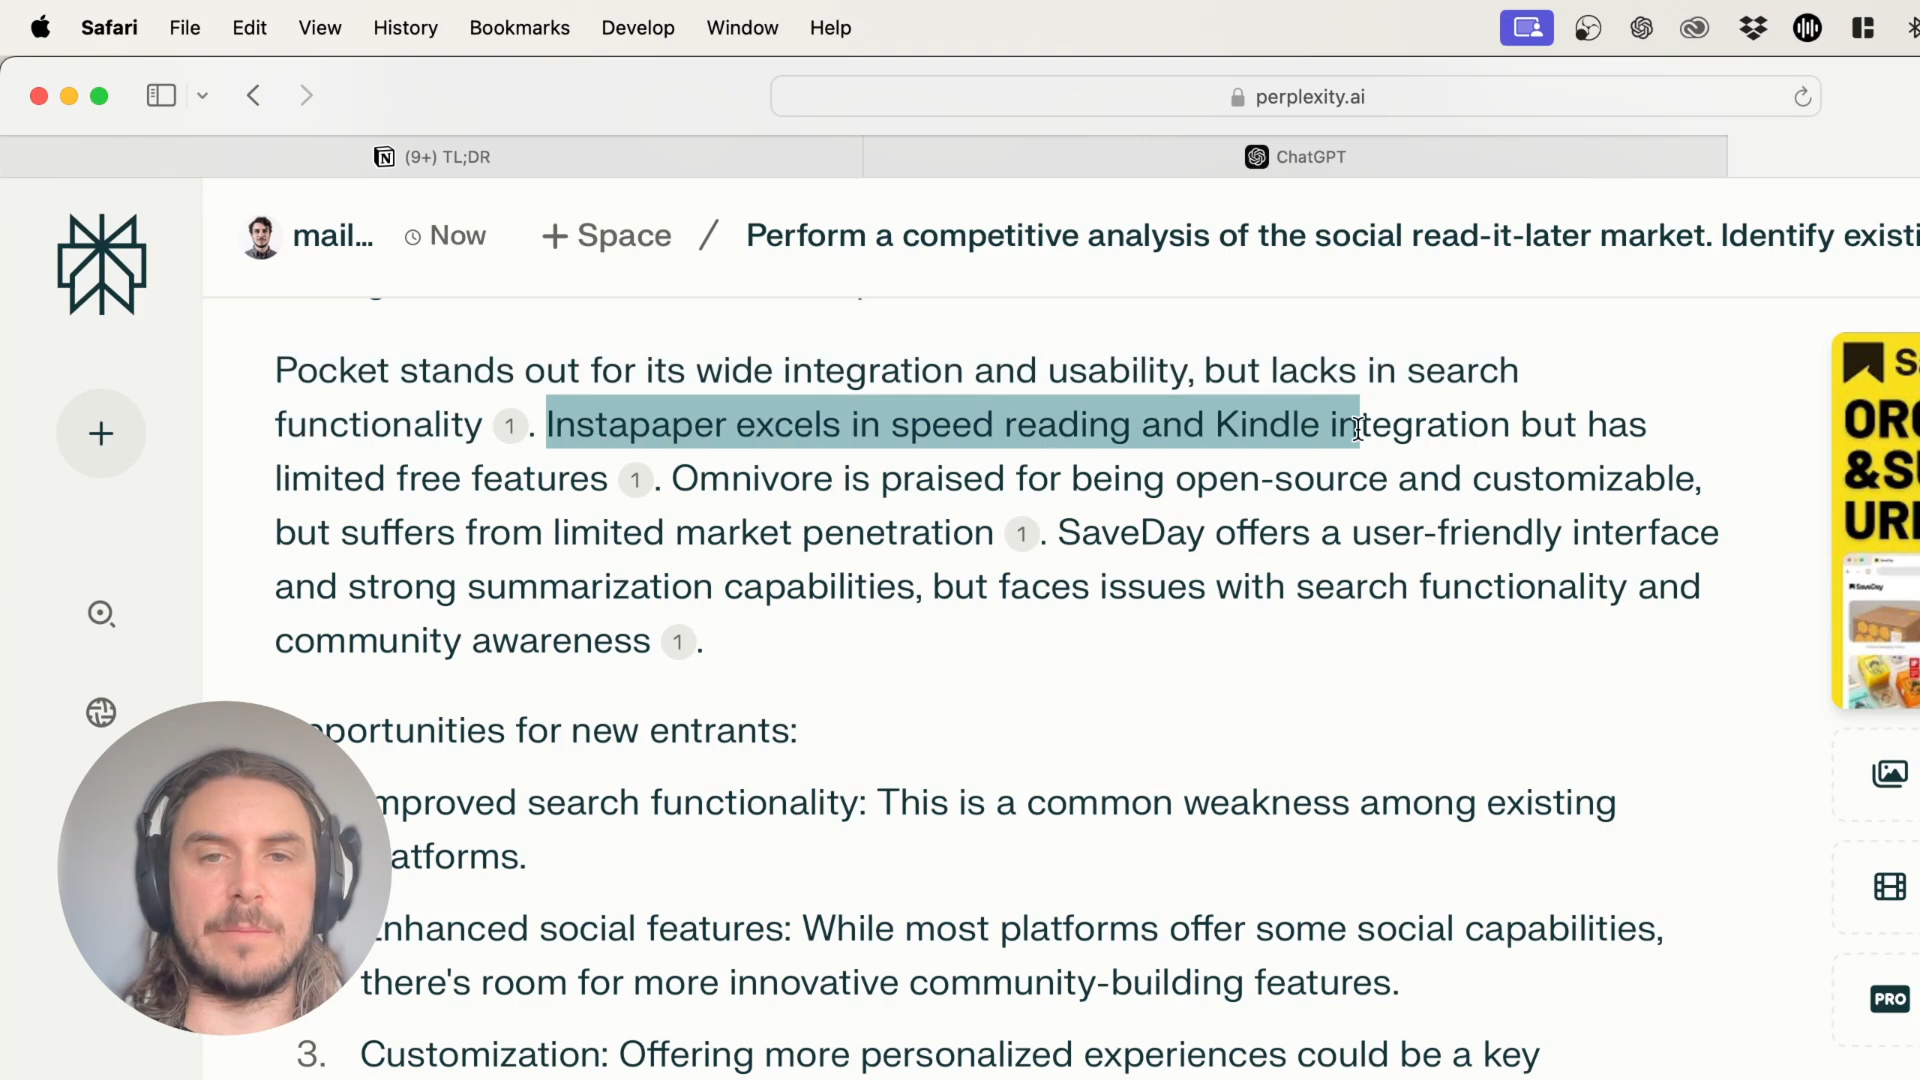 Safari File Edit View History Bookmarks Develop Window Help
perplexity.ai
(9+) TL;DR
ChatGPT
mail... Now + Space / Perform a competitive analysis of the social read-it-later market. Identify existi
Pocket stands out for its wide integration and usability, but lacks in search
functionality 1. Instapaper excels in speed reading and Kindle integration but has
limited free features 1. Omnivore is praised for being open-source and customizable,
but suffers from limited market penetration 1. SaveDay offers a user-friendly interface
and strong summarization capabilities, but faces issues with search functionality and
community awareness 1.
pportunities for new entrants:
mproved search functionality: This is a common weakness among existing
atforms.
nhanced social features: While most platforms offer some social capabilities,
there's room for more innovative community-building features.
3. Customization: Offering more personalized experiences could be a key
S
ORG
&SU
URL
SaveDay
PRO